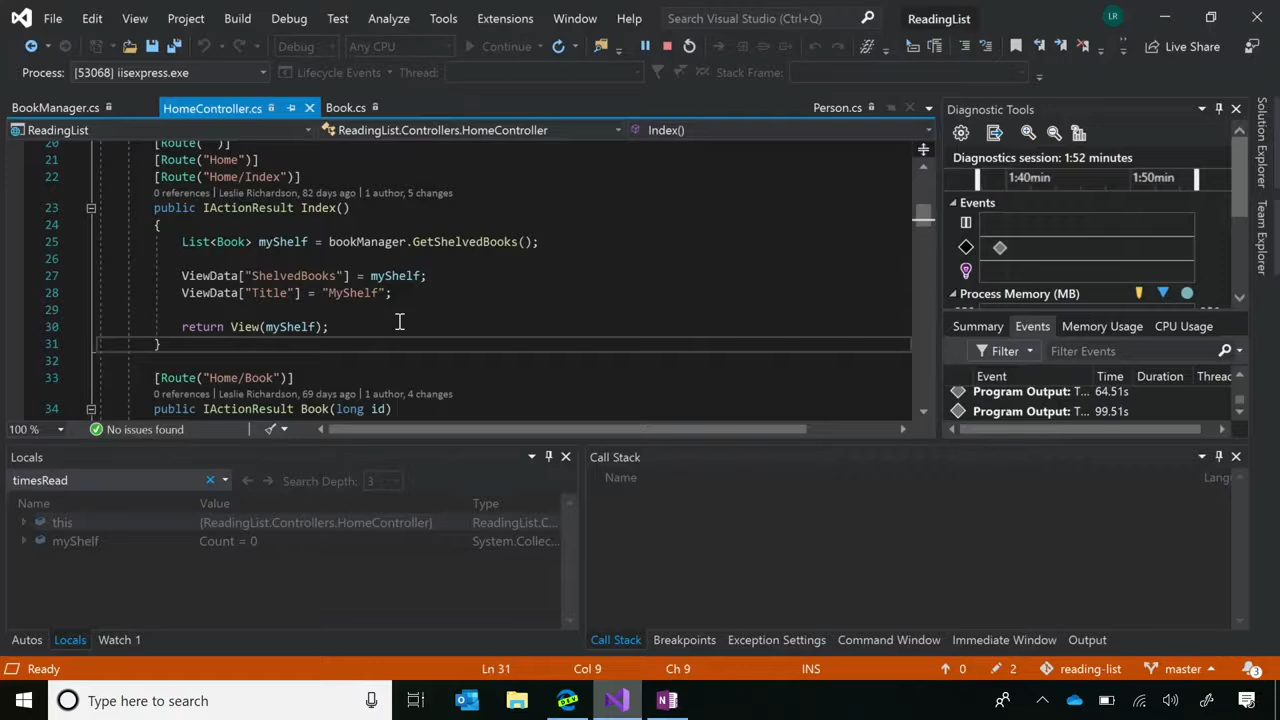 File Edit View Project Build Debug Test Analyze Tools Extensions Window Help Search Visual Studio (Ctrl+Q) ReadingList LR
Debug Any CPU Continue Live Share
Process: [53068] iisexpress.exe Lifecycle Events Thread: Stack Frame:
BookManager.cs HomeController.cs Book.cs Person.cs
ReadingList ReadingList.Controllers.HomeController Index()
20 [Route("")]
21 [Route("Home")]
22 [Route("Home/Index")]
0 references | Leslie Richardson, 82 days ago | 1 author, 5 changes
23 public IActionResult Index()
24 {
25 List<Book> myShelf = bookManager.GetShelvedBooks();
26
27 ViewData["ShelvedBooks"] = myShelf;
28 ViewData["Title"] = "MyShelf";
29
30 return View(myShelf);
31 }
32
33 [Route("Home/Book")]
0 references | Leslie Richardson, 69 days ago | 1 author, 4 changes
34 public IActionResult Book(long id)
100 % No issues found
Diagnostic Tools
Diagnostics session: 1:52 minutes
1:40min 1:50min
Events
Process Memory (MB)
Summary Events Memory Usage CPU Usage
Filter Filter Events
Event Time Duration Thread
Program Output: T... 64.51s
Program Output: T... 99.51s
Solution Explorer
Team Explorer
Locals
timesRead Search Depth: 3
Name Value Type
this {ReadingList.Controllers.HomeController} ReadingList.C...
myShelf Count = 0 System.Collec...
Autos Locals Watch 1
Call Stack
Name Lang
Call Stack Breakpoints Exception Settings Command Window Immediate Window Output
Ready Ln 31 Col 9 Ch 9 INS 0 2 reading-list master 3
Type here to search